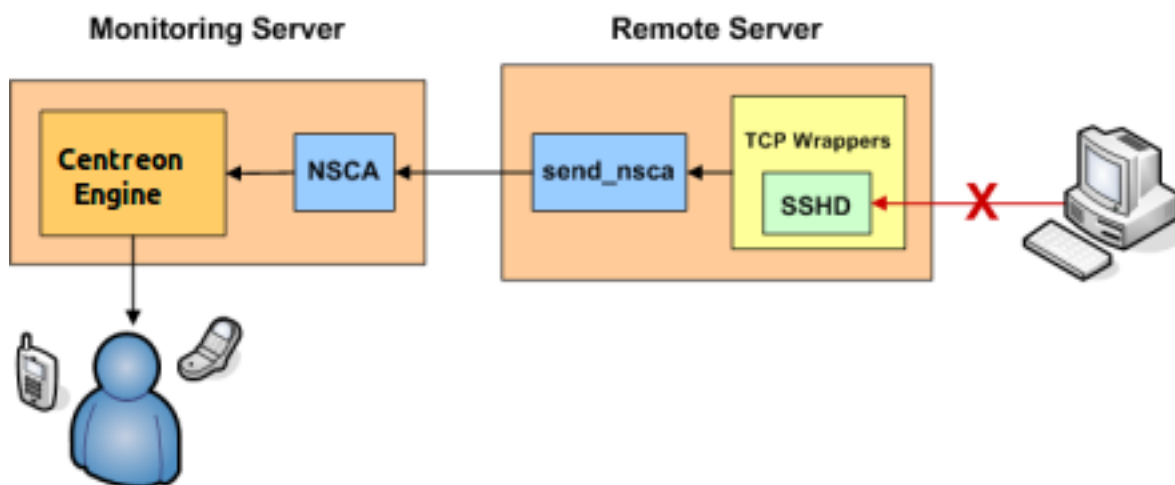 Monitoring Server
Remote Server
Centreon
Engine
NSCA
send_nsca
TCP Wrappers
SSHD
X